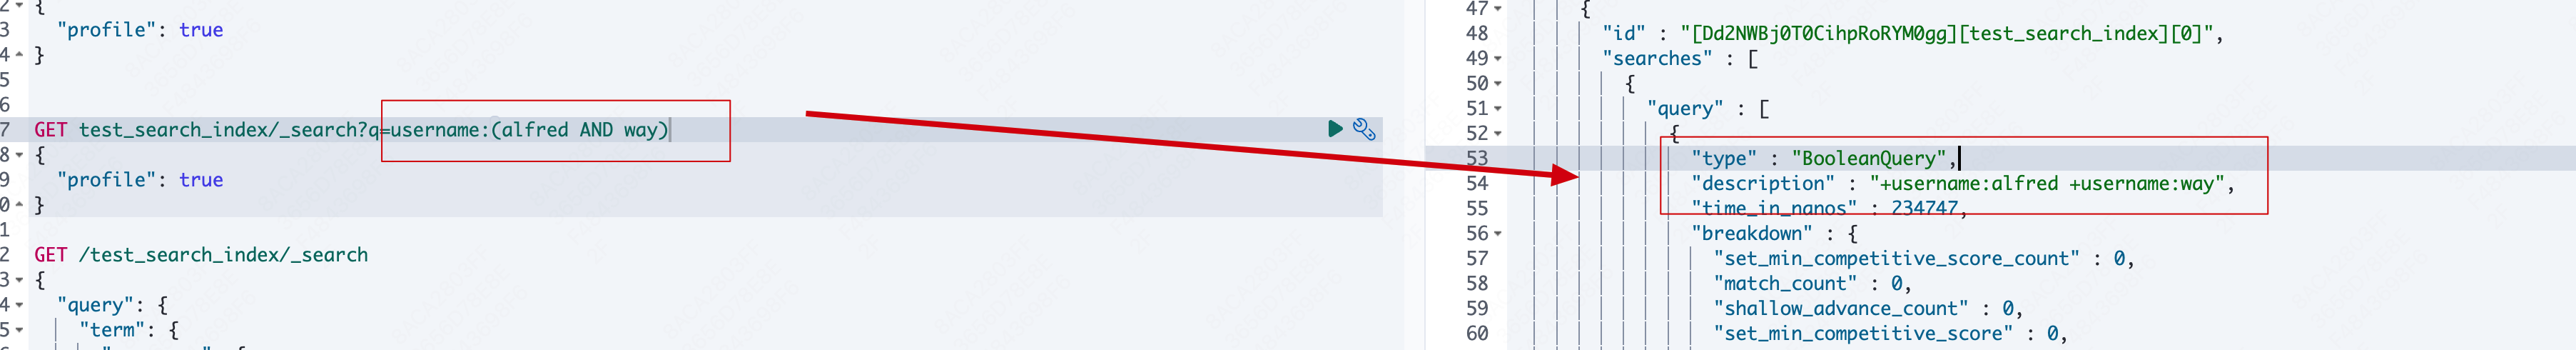 2 {
3 "profile": true
4 }
5
6
7 GET test_search_index/_search?q=username:(alfred AND way)
8 {
9 "profile": true
0 }
1
2 GET /test_search_index/_search
3 {
4 "query": {
5 "term": {
47 {
48 "id" : "[Dd2NWBj0T0CihpRoRYM0gg][test_search_index][0]",
49 "searches" : [
50 {
51 "query" : [
52 {
53 "type" : "BooleanQuery",
54 "description" : "+username:alfred +username:way",
55 "time_in_nanos" : 234747,
56 "breakdown" : {
57 "set_min_competitive_score_count" : 0,
58 "match_count" : 0,
59 "shallow_advance_count" : 0,
60 "set_min_competitive_score" : 0,